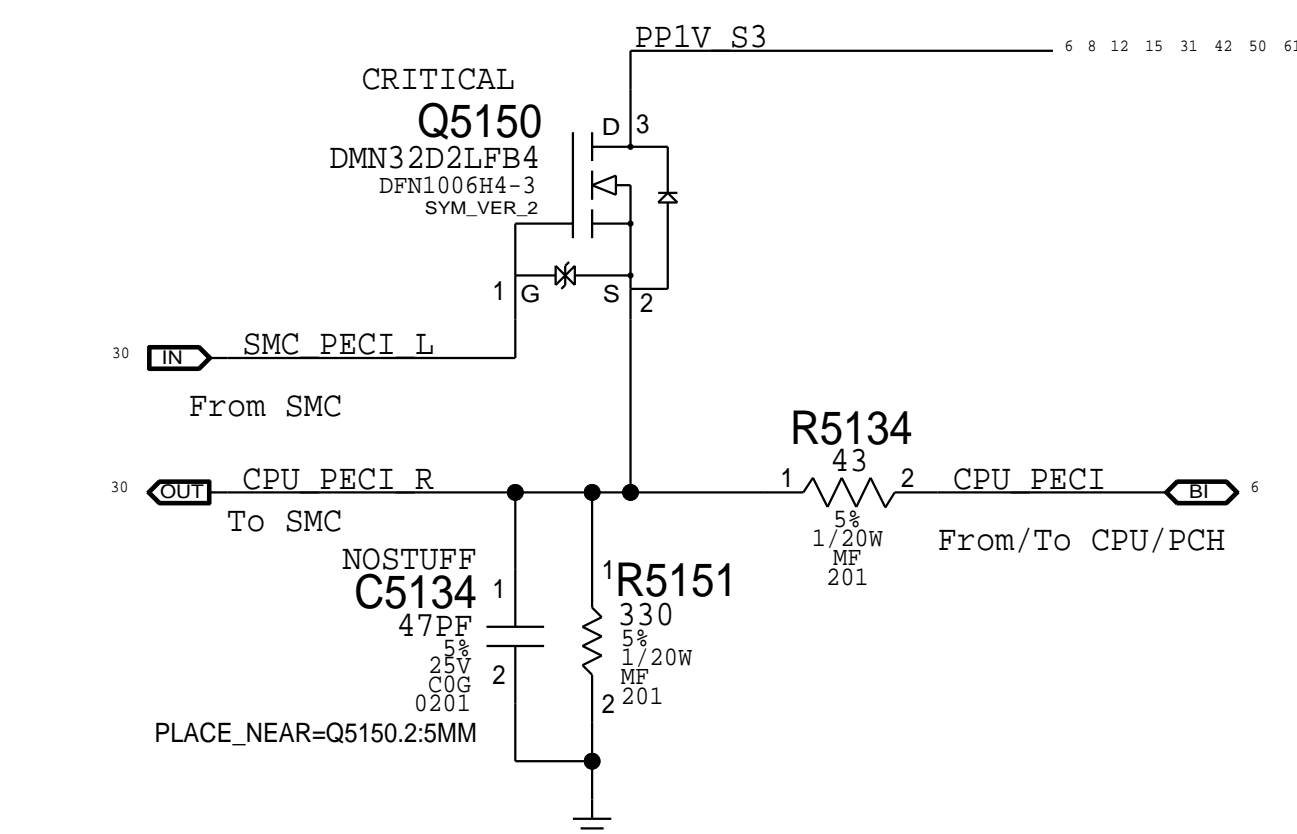 PP1V_S3
6 8 12 15 31 42 50 61
CRITICAL
Q5150
D 3
DMN32D2LFB4
DFN1006H4-3
SYM_VER_2
1 G S 2
30 IN SMC_PECI_L
From SMC
R5134
43
30 OUT CPU_PECI_R 1 2 CPU_PECI BI 6
To SMC
5%
1/20W
MF
201
From/To CPU/PCH
NOSTUFF
C5134 1
47PF
5%
25V
C0G
0201
2
1 R5151
330
5%
1/20W
MF
201
2
PLACE_NEAR=Q5150.2:5MM